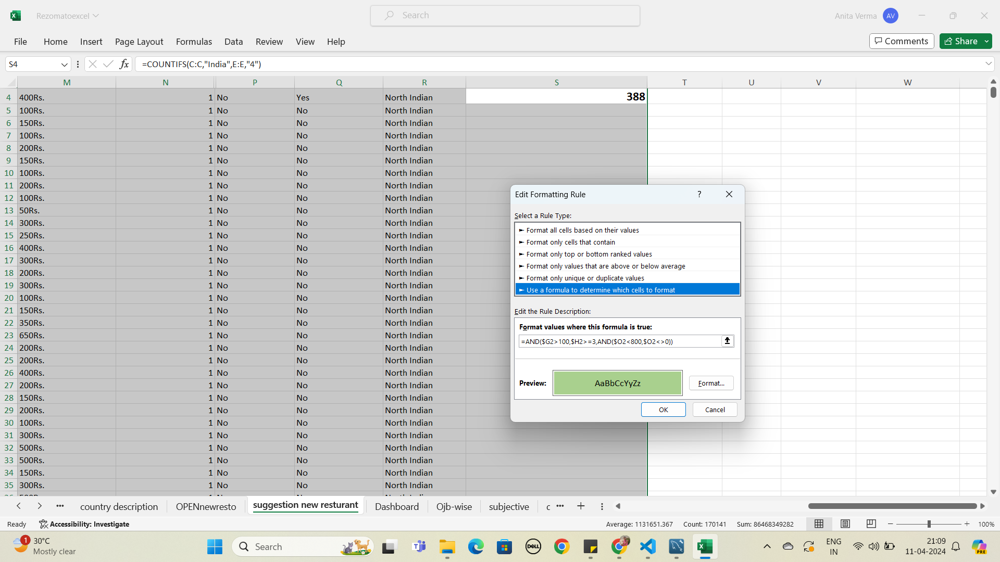 Rezomatoexcel
Search
Anita Verma AV
File Home Insert Page Layout Formulas Data Review View Help
Comments Share
S4 fx =COUNTIFS(C:C,"India",E:E,"4")
M N P Q R S T U V W
4 400Rs. 1 No Yes North Indian 388
5 100Rs. 1 No No North Indian
6 150Rs. 1 No No North Indian
7 100Rs. 1 No No North Indian
8 200Rs. 1 No No North Indian
9 150Rs. 1 No No North Indian
10 100Rs. 1 No No North Indian
11 200Rs. 1 No No North Indian
12 100Rs. 1 No No North Indian
13 50Rs. 1 No No North Indian
14 300Rs. 1 No No North Indian
15 250Rs. 1 No No North Indian
16 400Rs. 1 No No North Indian
17 300Rs. 1 No No North Indian
18 200Rs. 1 No No North Indian
19 300Rs. 1 No No North Indian
20 100Rs. 1 No No North Indian
21 150Rs. 1 No No North Indian
22 350Rs. 1 No No North Indian
23 650Rs. 1 No No North Indian
24 200Rs. 1 No No North Indian
25 200Rs. 1 No No North Indian
26 400Rs. 1 No No North Indian
27 200Rs. 1 No No North Indian
28 150Rs. 1 No No North Indian
29 200Rs. 1 No No North Indian
30 100Rs. 1 No No North Indian
31 300Rs. 1 No No North Indian
32 500Rs. 1 No No North Indian
33 500Rs. 1 No No North Indian
34 150Rs. 1 No No North Indian
35 300Rs. 1 No No North Indian
Edit Formatting Rule ?
Select a Rule Type:
► Format all cells based on their values
► Format only cells that contain
► Format only top or bottom ranked values
► Format only values that are above or below average
► Format only unique or duplicate values
► Use a formula to determine which cells to format
Edit the Rule Description:
Format values where this formula is true:
=AND($G2>100,$H2>=3,AND($O2<800,$O2<>0))
Preview: AaBbCcYyZz Format...
OK Cancel
••• country description OPENnewresto suggestion new resturant Dashboard Ojb-wise subjective c •••
Ready Accessibility: Investigate Average: 1131651.367 Count: 170141 Sum: 86468349282 100%
1 30°C
Mostly clear
Search
DELL
ENG
IN
21:09
11-04-2024
PRE